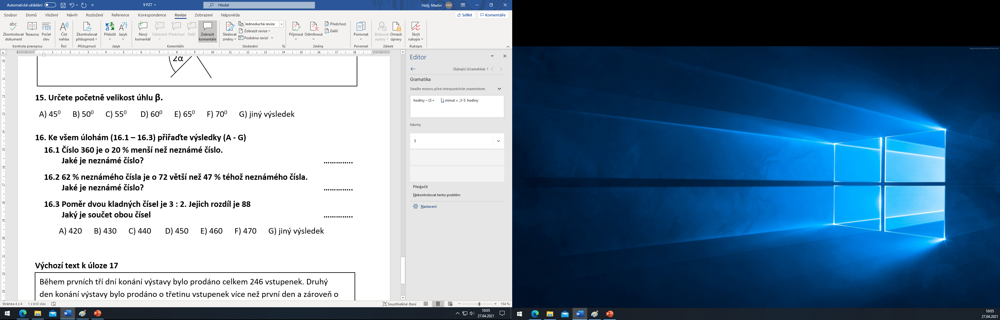 Automatické ukládání
9 PZ7
Hledat
Holý, Martin
HM
Soubor Domů Vložení Návrh Rozložení Reference Korespondence Revize Zobrazení Nápověda
Sdílet Komentáře
Zkontrolovat dokument
Tezaurus
Počet slov
Číst nahlas
Zkontrolovat přístupnost
Přeložit
Jazyk
Nový komentář
Odstranit
Předchozí
Další
Zobrazit komentáře
Sledovat změny
Jednoduchá revize
Zobrazit revize
Podokno revizí
Přijmout
Odmítnout
Předchozí
Další
Porovnat
Blokovat autory
Omezit úpravy
Skrýt rukopis
Kontrola pravopisu Řeč Přístupnost Jazyk Komentáře Sledování Změny Porovnat Zámek Rukopis
2α
15. Určete početně velikost úhlu β.
A) 45⁰ B) 50⁰ C) 55⁰ D) 60⁰ E) 65⁰ F) 70⁰ G) jiný výsledek
16. Ke všem úlohám (16.1 – 16.3) přiřaďte výsledky (A - G)
16.1 Číslo 360 je o 20 % menší než neznámé číslo.
Jaké je neznámé číslo? ..............
16.2 62 % neznámého čísla je o 72 větší než 47 % téhož neznámého čísla.
Jaké je neznámé číslo? ..............
16.3 Poměr dvou kladných čísel je 3 : 2. Jejich rozdíl je 88
Jaký je součet obou čísel ..............
A) 420 B) 430 C) 440 D) 450 E) 460 F) 470 G) jiný výsledek
Výchozí text k úloze 17
Během prvních tří dní konání výstavy bylo prodáno celkem 246 vstupenek. Druhý
den konání výstavy bylo prodáno o třetinu vstupenek více než první den a zároveň o
Editor
Zbývající (Gramatika): 1
Gramatika
Smažte mezeru před interpunkčním znaménkem.
hodiny – (3 + ) minut = ,3-5. hodiny
Návrhy
)
Přeskočit
Nekontrolovat tento problém
Nastavení
Stránka 4 z 4 1 z 610 slov
Soustředěné čtení
154 %
10:05
27.04.2021
10:05
27.04.2021